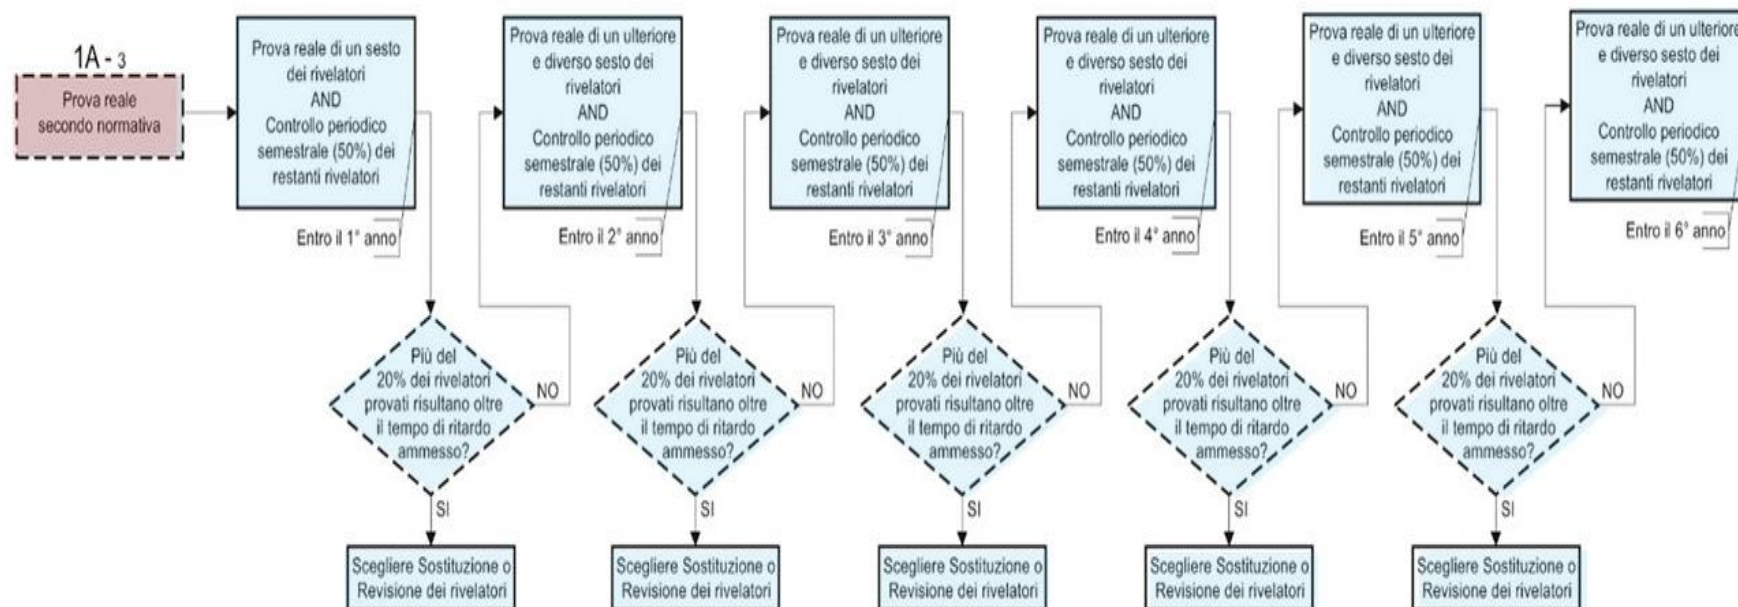 1A - 3
Prova reale
secondo normativa
Prova reale di un sesto
dei rivelatori
AND
Controllo periodico
semestrale (50%) dei
restanti rivelatori
Entro il 1° anno
Prova reale di un ulteriore
e diverso sesto dei
rivelatori
AND
Controllo periodico
semestrale (50%) dei
restanti rivelatori
Entro il 2° anno
Prova reale di un ulteriore
e diverso sesto dei
rivelatori
AND
Controllo periodico
semestrale (50%) dei
restanti rivelatori
Entro il 3° anno
Prova reale di un ulteriore
e diverso sesto dei
rivelatori
AND
Controllo periodico
semestrale (50%) dei
restanti rivelatori
Entro il 4° anno
Prova reale di un ulteriore
e diverso sesto dei
rivelatori
AND
Controllo periodico
semestrale (50%) dei
restanti rivelatori
Entro il 5° anno
Prova reale di un ulteriore
e diverso sesto dei
rivelatori
AND
Controllo periodico
semestrale (50%) dei
restanti rivelatori
Entro il 6° anno
Più del
20% dei rivelatori
provati risultano oltre
il tempo di ritardo
ammesso?
NO
SI
Scegliere Sostituzione o
Revisione dei rivelatori
Più del
20% dei rivelatori
provati risultano oltre
il tempo di ritardo
ammesso?
NO
SI
Scegliere Sostituzione o
Revisione dei rivelatori
Più del
20% dei rivelatori
provati risultano oltre
il tempo di ritardo
ammesso?
NO
SI
Scegliere Sostituzione o
Revisione dei rivelatori
Più del
20% dei rivelatori
provati risultano oltre
il tempo di ritardo
ammesso?
NO
SI
Scegliere Sostituzione o
Revisione dei rivelatori
Più del
20% dei rivelatori
provati risultano oltre
il tempo di ritardo
ammesso?
NO
SI
Scegliere Sostituzione o
Revisione dei rivelatori